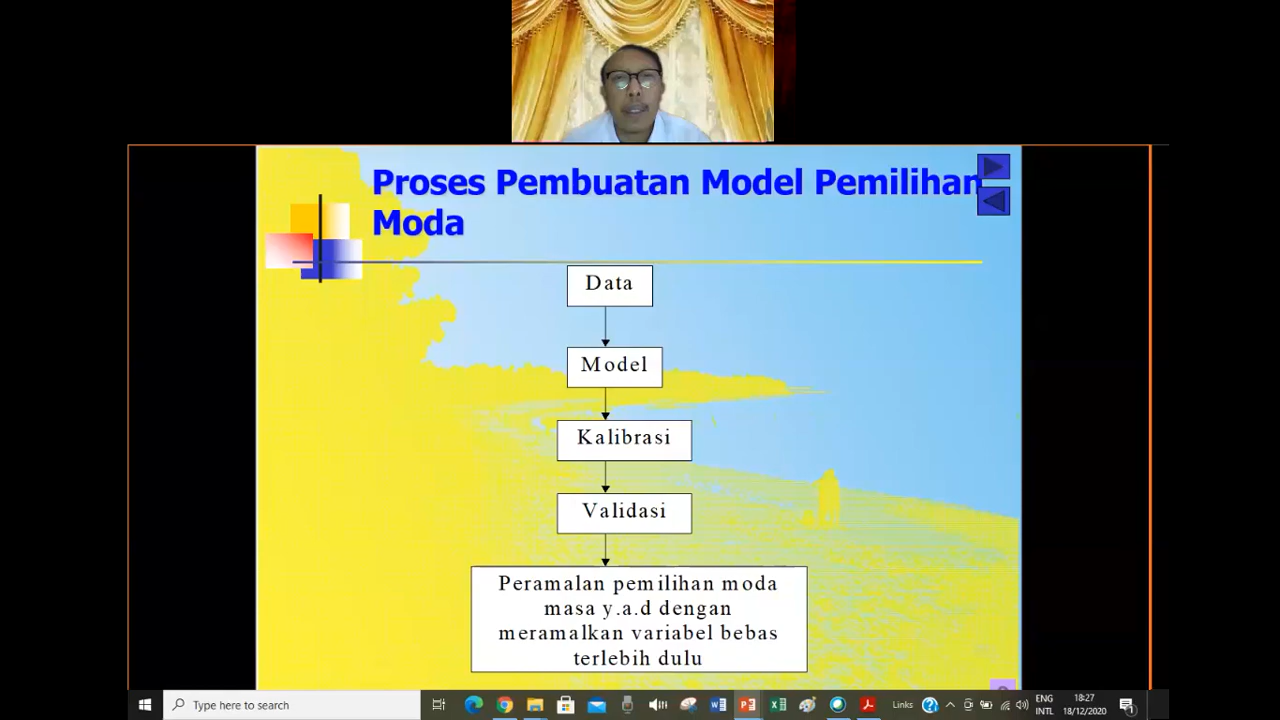 Proses Pembuatan Model Pemilihan
Moda
Data
Model
Kalibrasi
Validasi
Peramalan pemilihan moda
masa y.a.d dengan
meramalkan variabel bebas
terlebih dulu
Type here to search
Links
ENG
INTL
18:27
18/12/2020